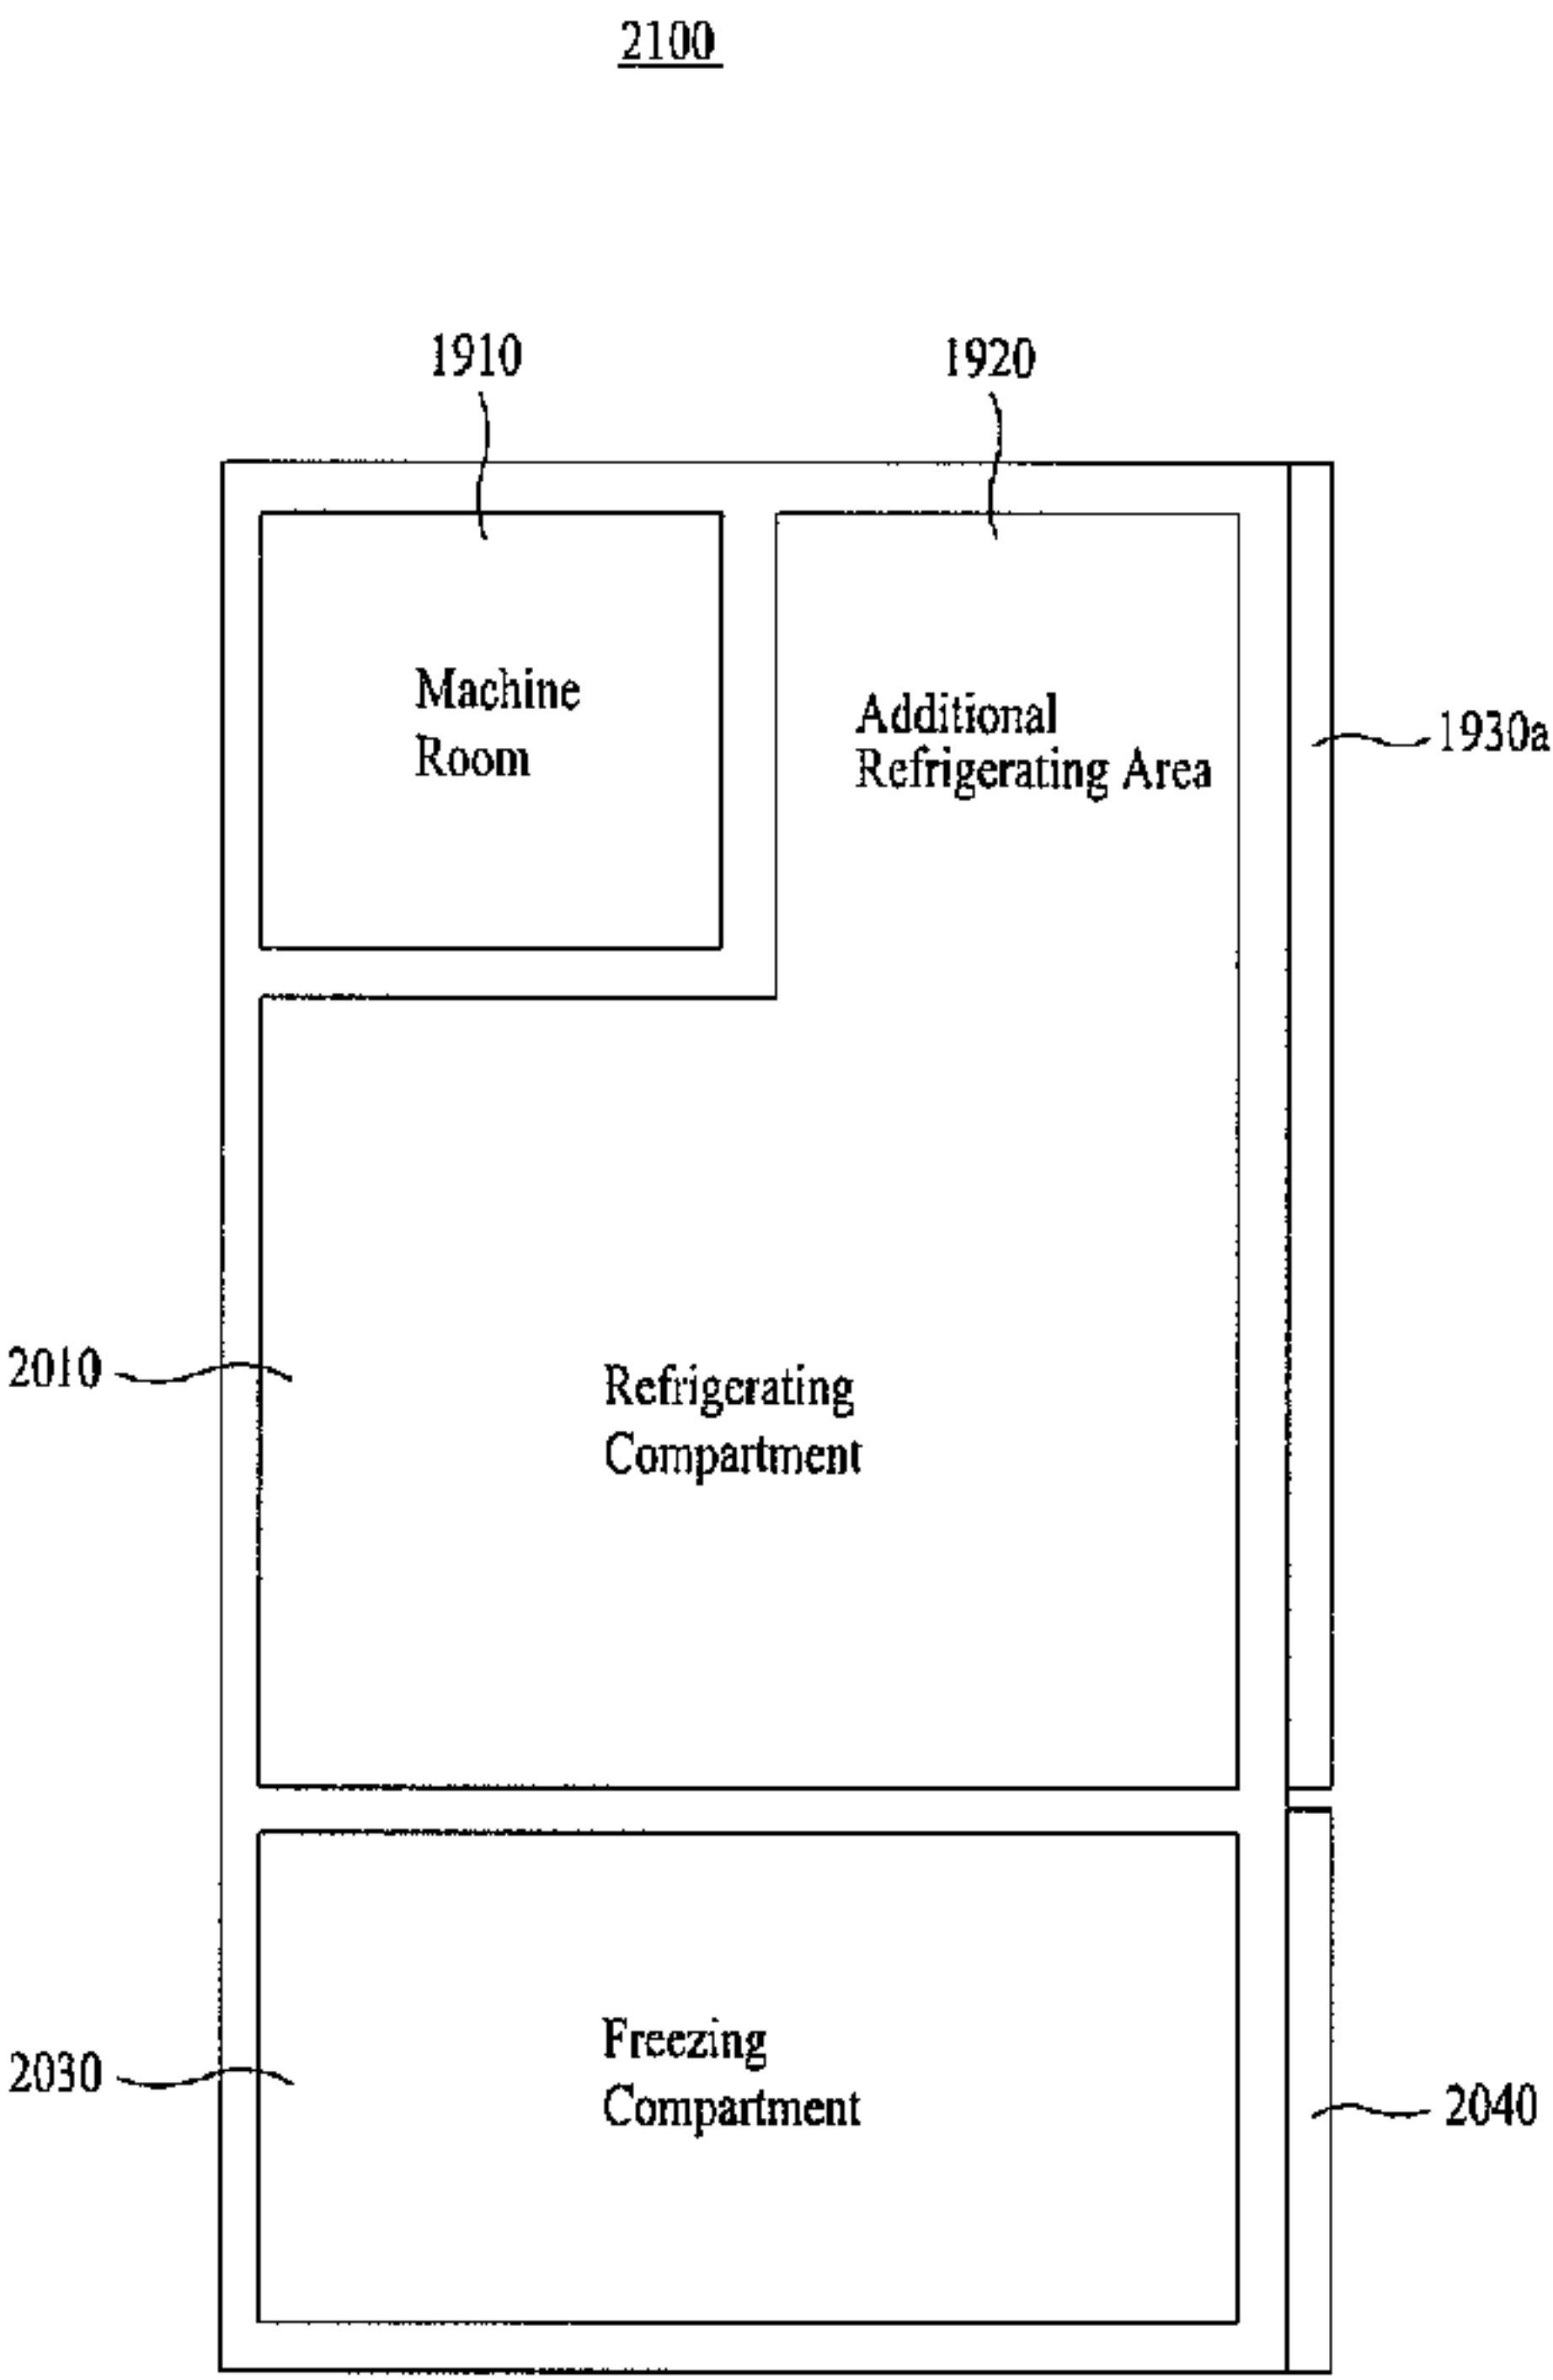 2100
1910
1920
Machine
Room
Additional
Refrigerating Area
1930a
2010
Refrigerating
Compartment
2030
Freezing
Compartment
2040